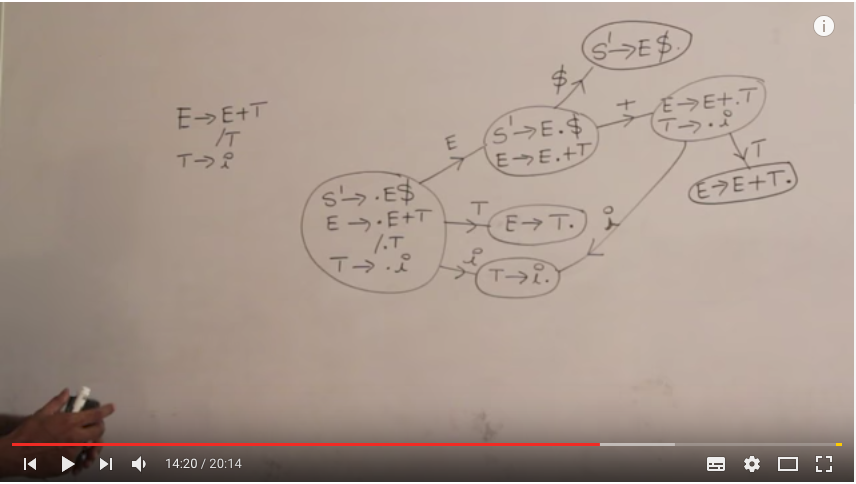 E→E+T
/T
T→i
S'→E$.
$
S'→E.$
E→E.+T
E
+
E→E+.T
T→.i
T
E→E+T.
S'→.E$
E→.E+T
/.T
T→.i
T
E→T.
i
i
T→i.
14:20 / 20:14